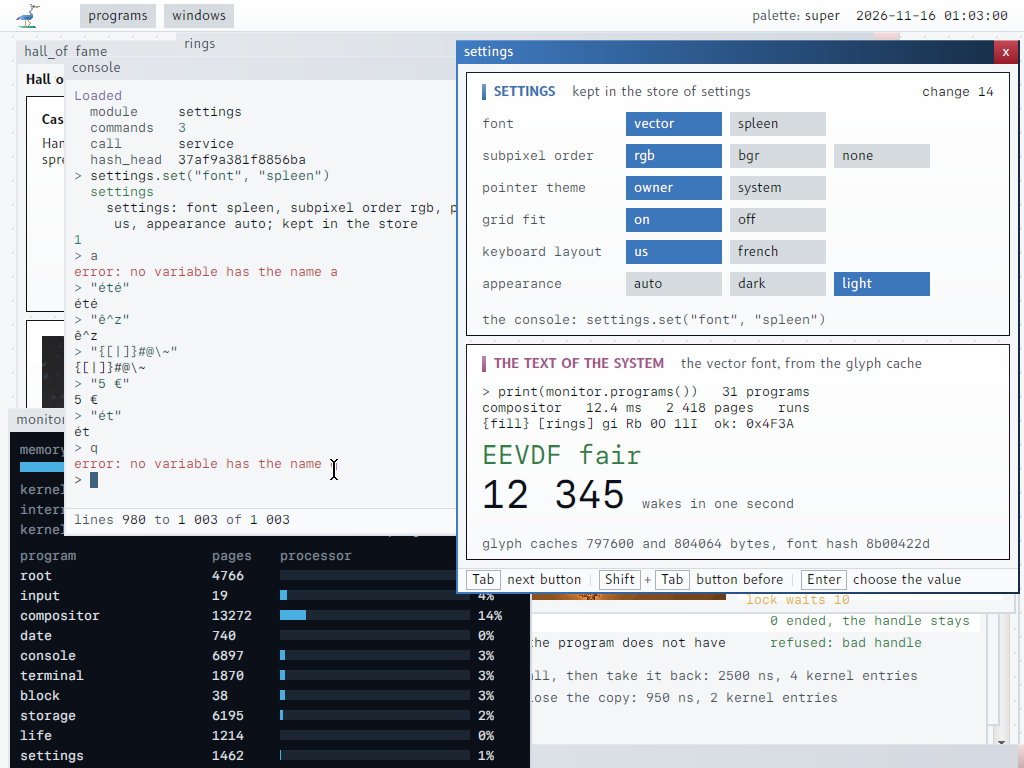 programs windows palette: super 2026-11-16 01:03:00
rings
hall_of fame
console
Hall o
Cas
Han
spre
Loaded
module settings
commands 3
call service
hash_head 37af9a381f8856ba
> settings.set("font", "spleen")
settings
settings: font spleen, subpixel order rgb, p
us, appearance auto; kept in the store
1
> a
error: no variable has the name a
> "été"
été
> "ê^z"
ê^z
> "{[|]}#@\~"
{[|]}#@\~
> "5 €"
5 €
> "ét"
ét
> q
error: no variable has the name
>
lines 980 to 1 003 of 1 003
settings x
SETTINGS kept in the store of settings change 14
font vector spleen
subpixel order rgb bgr none
pointer theme owner system
grid fit on off
keyboard layout us french
appearance auto dark light
the console: settings.set("font", "spleen")
THE TEXT OF THE SYSTEM the vector font, from the glyph cache
> print(monitor.programs()) 31 programs
compositor 12.4 ms 2 418 pages runs
{fill} [rings] gi Rb 0O 1lI ok: 0x4F3A
EEVDF fair
12 345 wakes in one second
glyph caches 797600 and 804064 bytes, font hash 8b00422d
Tab next button Shift + Tab button before Enter choose the value
monitor
memory
kernel
inter
kernel
program pages processor
root 4766
input 19 4%
compositor 13272 14%
date 740 0%
console 6897 3%
terminal 1870 3%
block 38 3%
storage 6195 2%
life 1214 0%
settings 1462 1%
lock waits 10
0 ended, the handle stays
the program does not have refused: bad handle
all, then take it back: 2500 ns, 4 kernel entries
lose the copy: 950 ns, 2 kernel entries